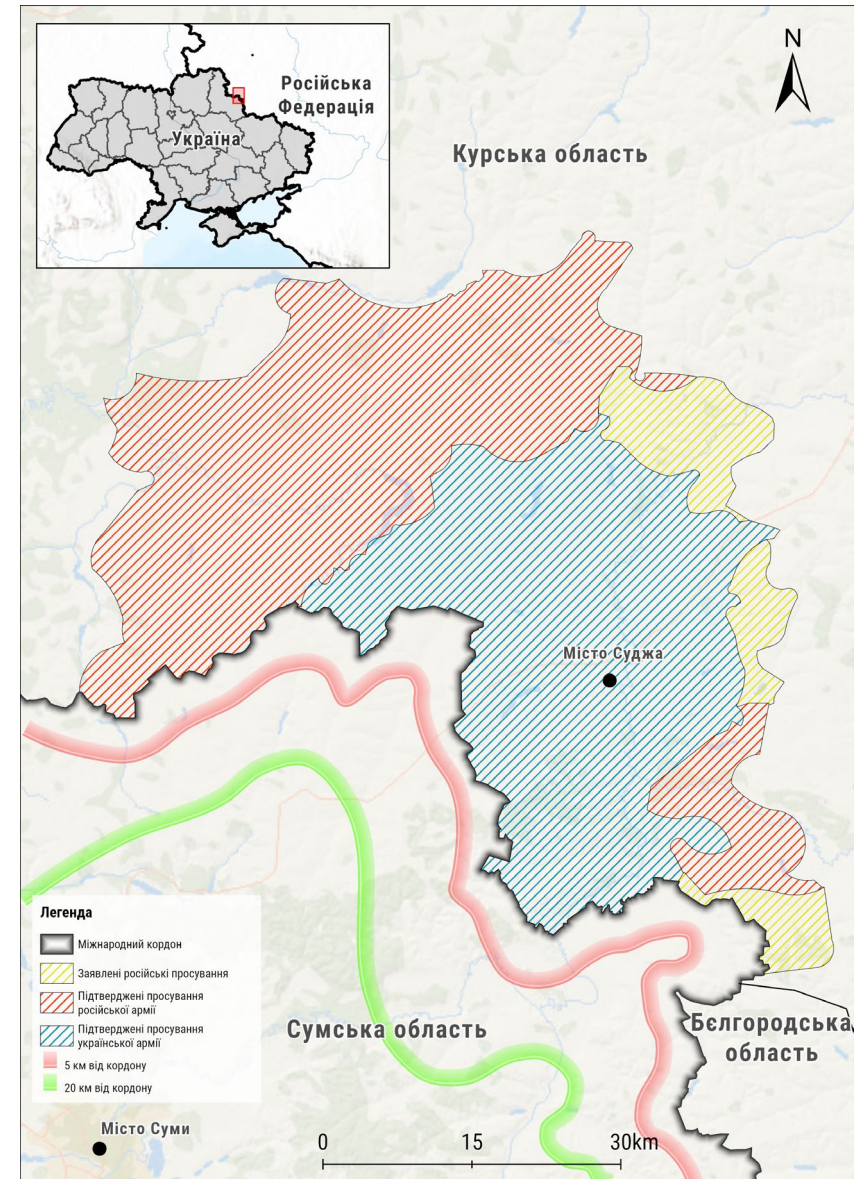 Російська
Федерація
Україна
N
Курська область
Місто Суджа
Легенда
Міжнародний кордон
Заявлені російські просування
Підтверджені просування
російської армії
Підтверджені просування
української армії
5 км від кордону
20 км від кордону
Сумська область
Бєлгородська
область
Місто Суми
0 15 30km